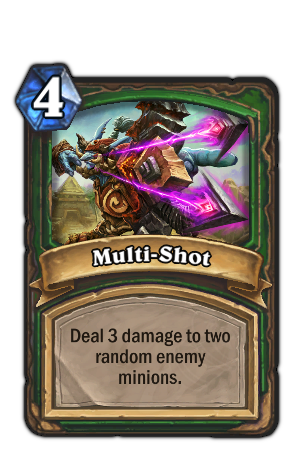 4
Multi-Shot
Deal 3 damage to two
random enemy
minions.